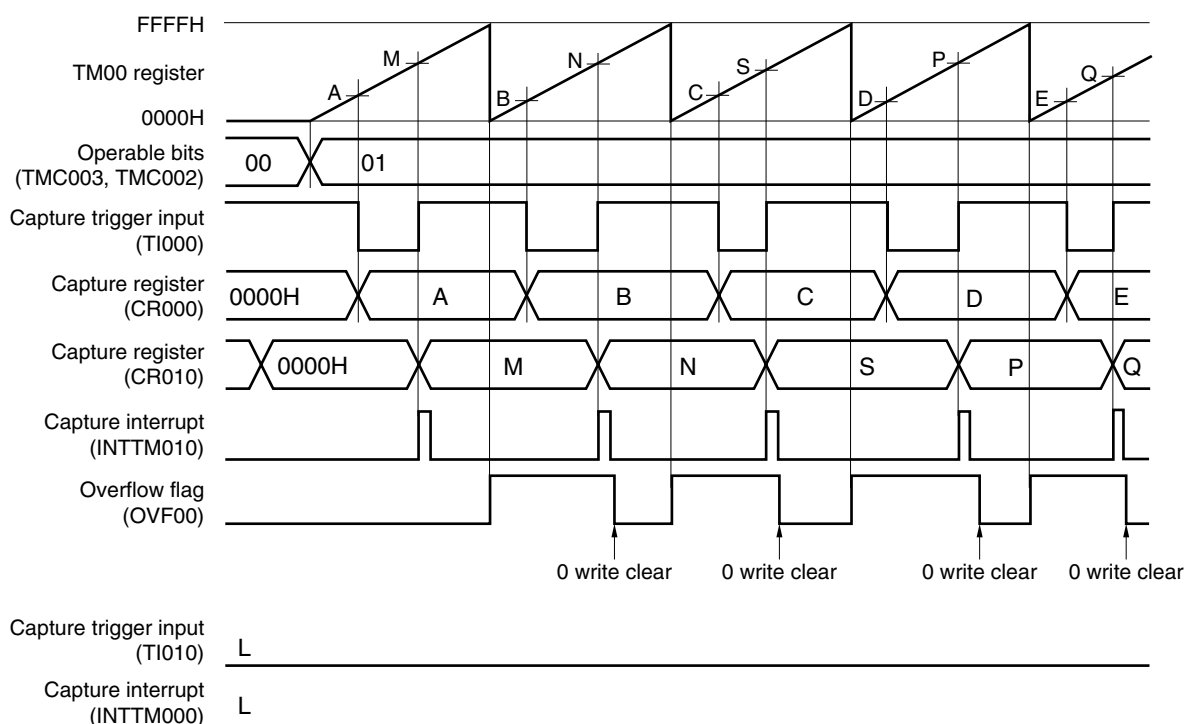 FFFFH
TM00 register
0000H
A M B N C S D P E Q
Operable bits
(TMC003, TMC002)
00 01
Capture trigger input
(TI000)
Capture register
(CR000)
0000H A B C D E
Capture register
(CR010)
0000H M N S P Q
Capture interrupt
(INTTM010)
Overflow flag
(OVF00)
0 write clear 0 write clear 0 write clear 0 write clear
Capture trigger input
(TI010)
L
Capture interrupt
(INTTM000)
L